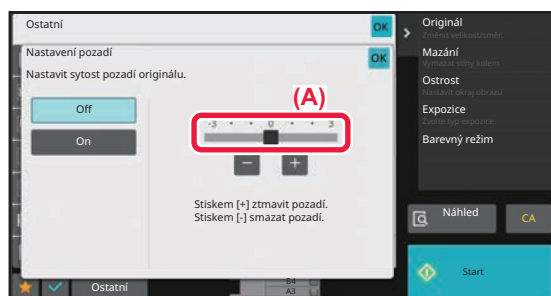 Ostatní
OK
Nastavení pozadí
OK
Nastavit sytost pozadí originálu.
(A)
Off
On
-3 • • 0 • • 3
− +
Stiskem [+] ztmavit pozadí.
Stiskem [-] smazat pozadí.
Originál
Změnit velikost/směr.
Mazání
Vymazat stíny kolem
Ostrost
Nastavit okraj obrazu
Expozice
Zvolte typ expozice
Barevný režim
Náhled
CA
Start
Ostatní
B4
A3